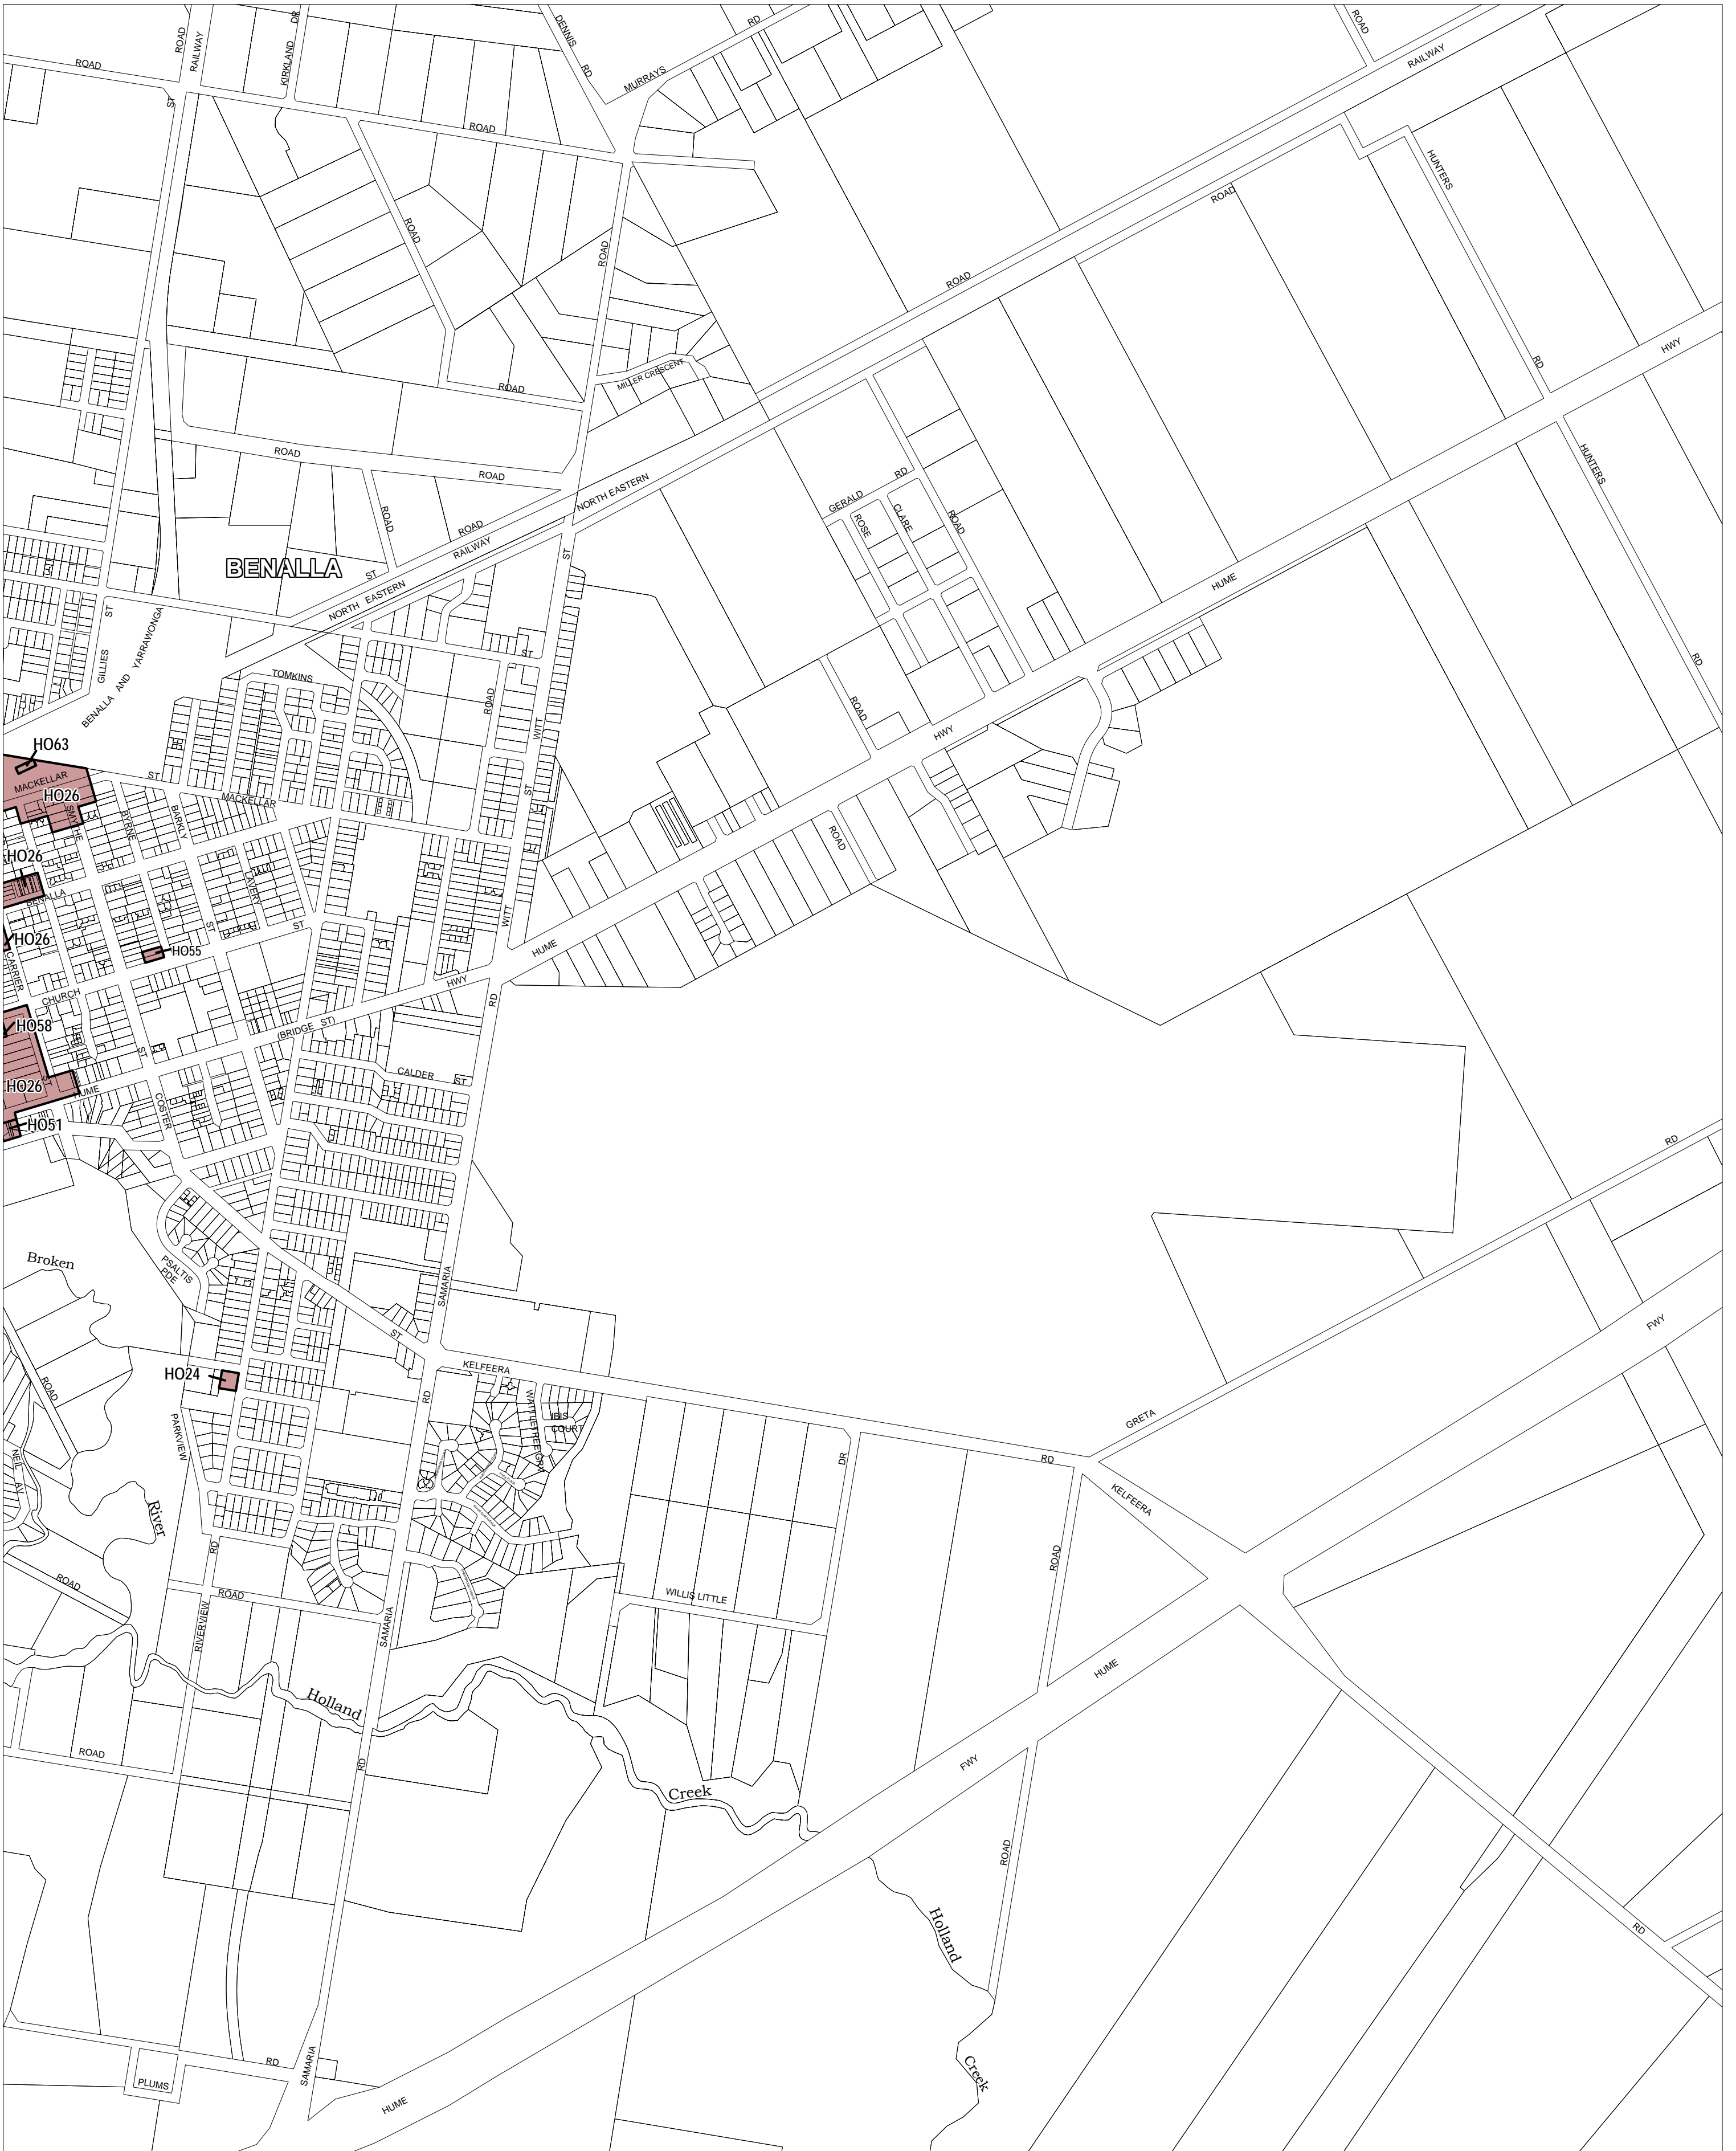 ROAD
RAILWAY
DR
KIRKLAND
DENNIS
RD
RD
MURRAYS
ROAD
RAILWAY
ROAD
ST
ROAD
HUNTERS
ROAD
ROAD
ROAD
ROAD
HWY
RD
MILLER CRESCENT
ROAD
ROAD
ROAD
HUNTERS
NORTH EASTERN
GERALD
RD
ROSE
CLARE
ROAD
ROAD
ROAD
RAILWAY
ST
BENALLA
ST
NORTH EASTERN
HUME
ST
GILLIES
BENALLA AND YARRAWONGA
ST
RD
TOMKINS
ROAD
WITT
ROAD
HWY
HO63
MACKELLAR
ST
HO26
MACKELLAR
ST
SMYTHE
BYRNE
BARKLY
ROAD
HO26
BENALLA
LAVERY
WITT
ST
ST
HO26
HO55
HUME
CARRIER
HWY
CHURCH
RD
HO58
(BRIDGE ST)
ST
CALDER
ST
HO26
ST
HUME
COSTER
HO51
RD
Broken
PSALTIS
PDE
SAMARIA
FWY
ST
KELFEERA
HO24
RD
ROAD
WATTLETREE GRV
IBIS
COURT
GRETA
PARKVIEW
DR
RD
NEIL AV
KELFEERA
River
RD
ROAD
ROAD
ROAD
WILLIS LITTLE
RIVERVIEW
SAMARIA
HUME
Holland
ROAD
RD
FWY
Creek
ROAD
Holland
RD
Creek
RD
SAMARIA
PLUMS
HUME